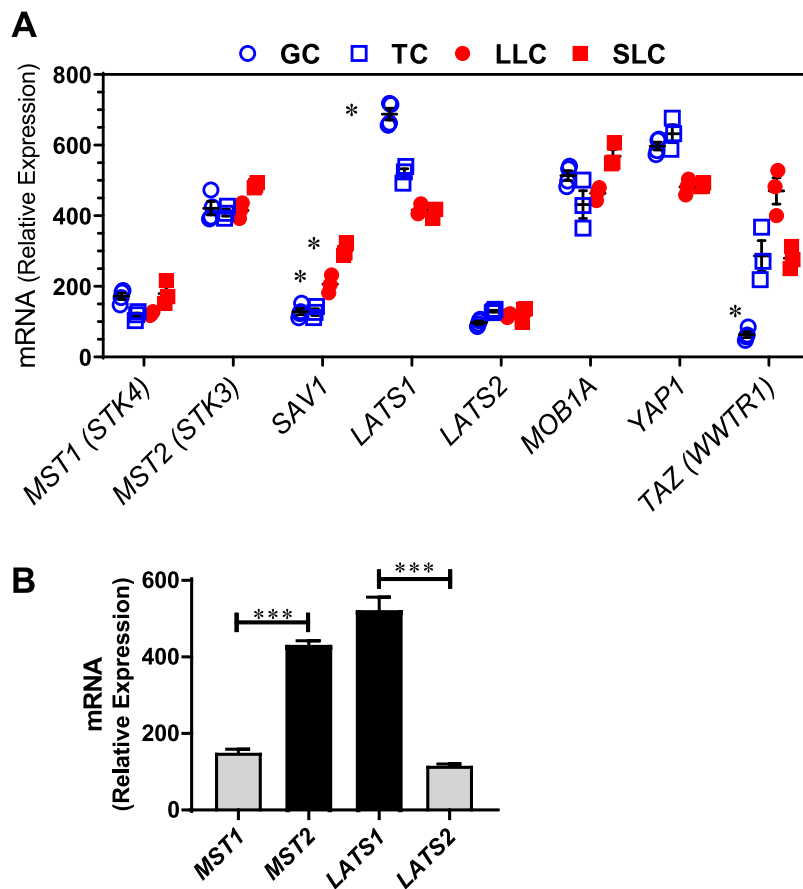 A
GC TC LLC SLC
mRNA (Relative Expression)
800
600
400
200
0
*
*
*
*
MST1 (STK4)
MST2 (STK3)
SAV1
LATS1
LATS2
MOB1A
YAP1
TAZ (WWTR1)
B
mRNA
(Relative Expression)
600
400
200
0
***
***
MST1
MST2
LATS1
LATS2